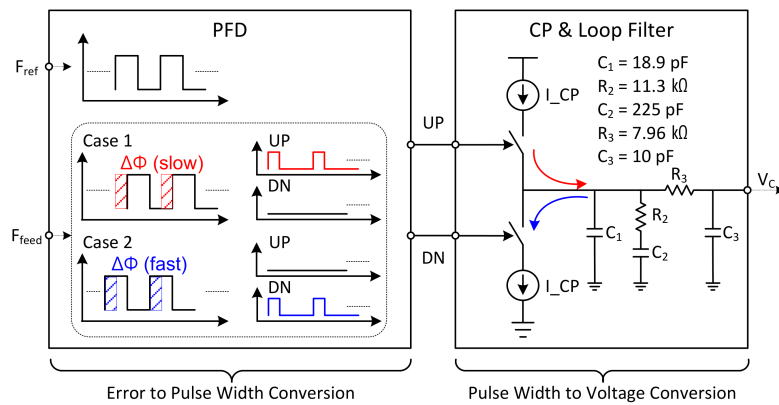 PFD
F_ref
Case 1
ΔΦ (slow)
UP
DN
F_feed
Case 2
ΔΦ (fast)
UP
DN
Error to Pulse Width Conversion
UP
DN
CP & Loop Filter
C₁ = 18.9 pF
R₂ = 11.3 kΩ
C₂ = 225 pF
R₃ = 7.96 kΩ
C₃ = 10 pF
I_CP
R₃
V_C
C₁
R₂
C₂
C₃
I_CP
Pulse Width to Voltage Conversion